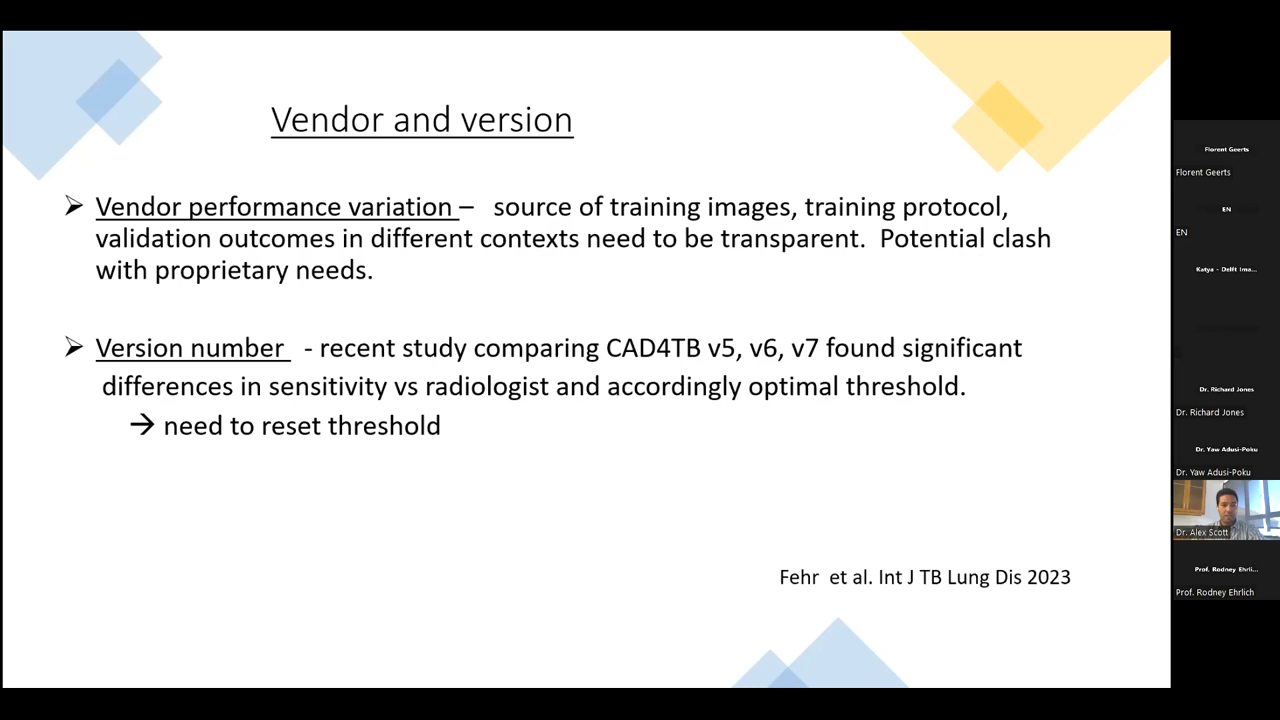 Vendor and version
➢ Vendor performance variation – source of training images, training protocol,
validation outcomes in different contexts need to be transparent. Potential clash
with proprietary needs.
➢ Version number - recent study comparing CAD4TB v5, v6, v7 found significant
differences in sensitivity vs radiologist and accordingly optimal threshold.
→ need to reset threshold
Fehr et al. Int J TB Lung Dis 2023
Florent Geerts
Florent Geerts
EN
EN
Katya - Delft Ima...
Dr. Richard Jones
Dr. Richard Jones
Dr. Yaw Adusi-Poku
Dr. Yaw Adusi-Poku
Dr. Alex Scott
Prof. Rodney Ehrli...
Prof. Rodney Ehrlich